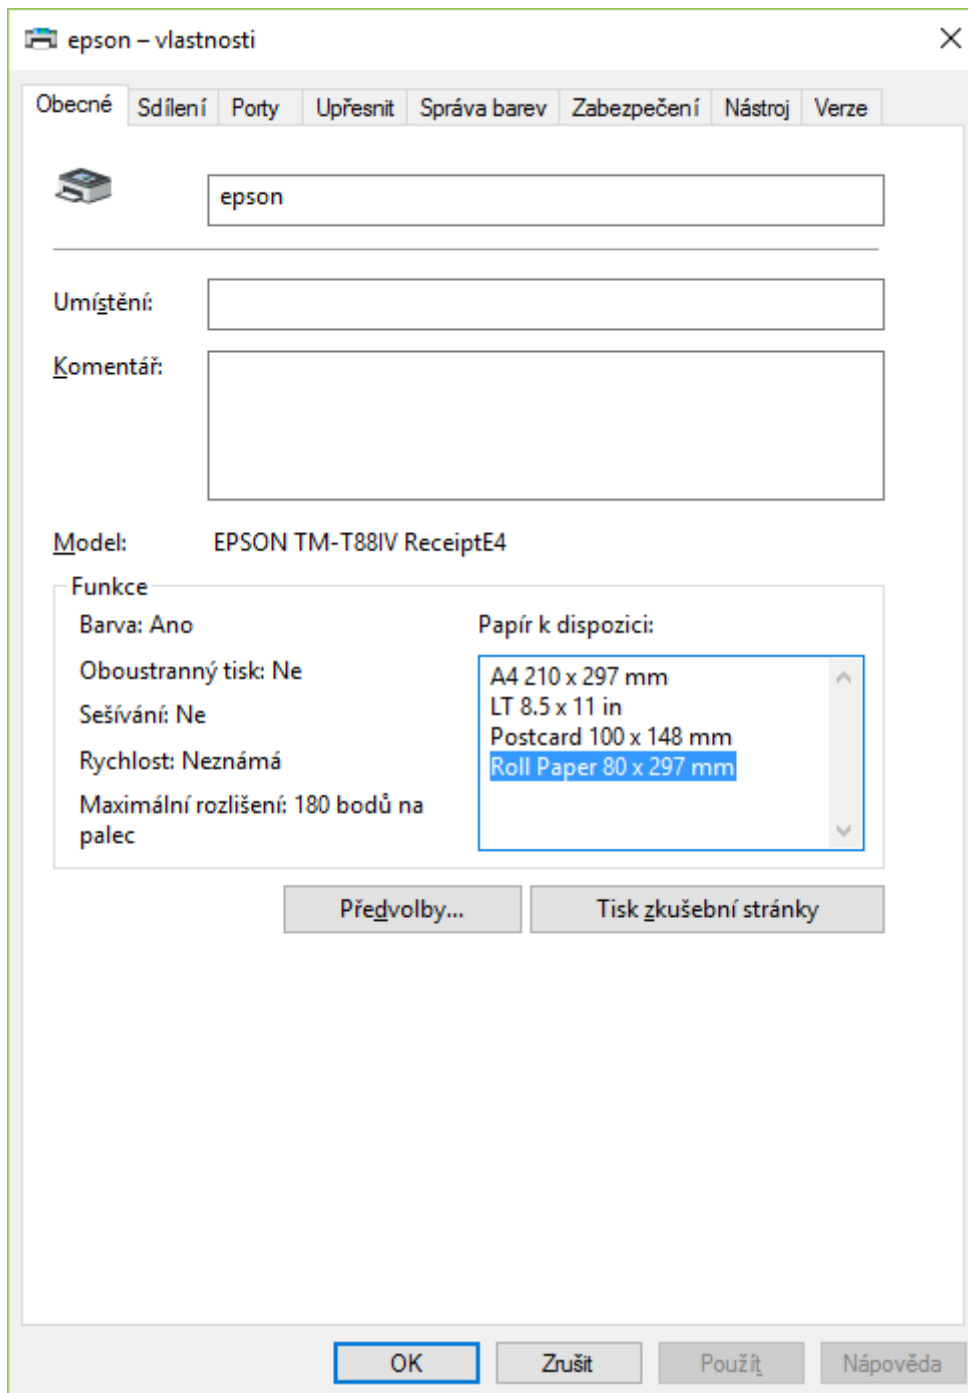 epson – vlastnosti
Obecné Sdílení Porty Upřesnit Správa barev Zabezpečení Nástroj Verze
epson
Umístění:
Komentář:
Model: EPSON TM-T88IV ReceiptE4
Funkce
Barva: Ano
Papír k dispozici:
Oboustranný tisk: Ne
Sešívání: Ne
Rychlost: Neznámá
Maximální rozlišení: 180 bodů na
palec
A4 210 x 297 mm
LT 8.5 x 11 in
Postcard 100 x 148 mm
Roll Paper 80 x 297 mm
Předvolby... Tisk zkušební stránky
OK Zrušit Použít Nápověda